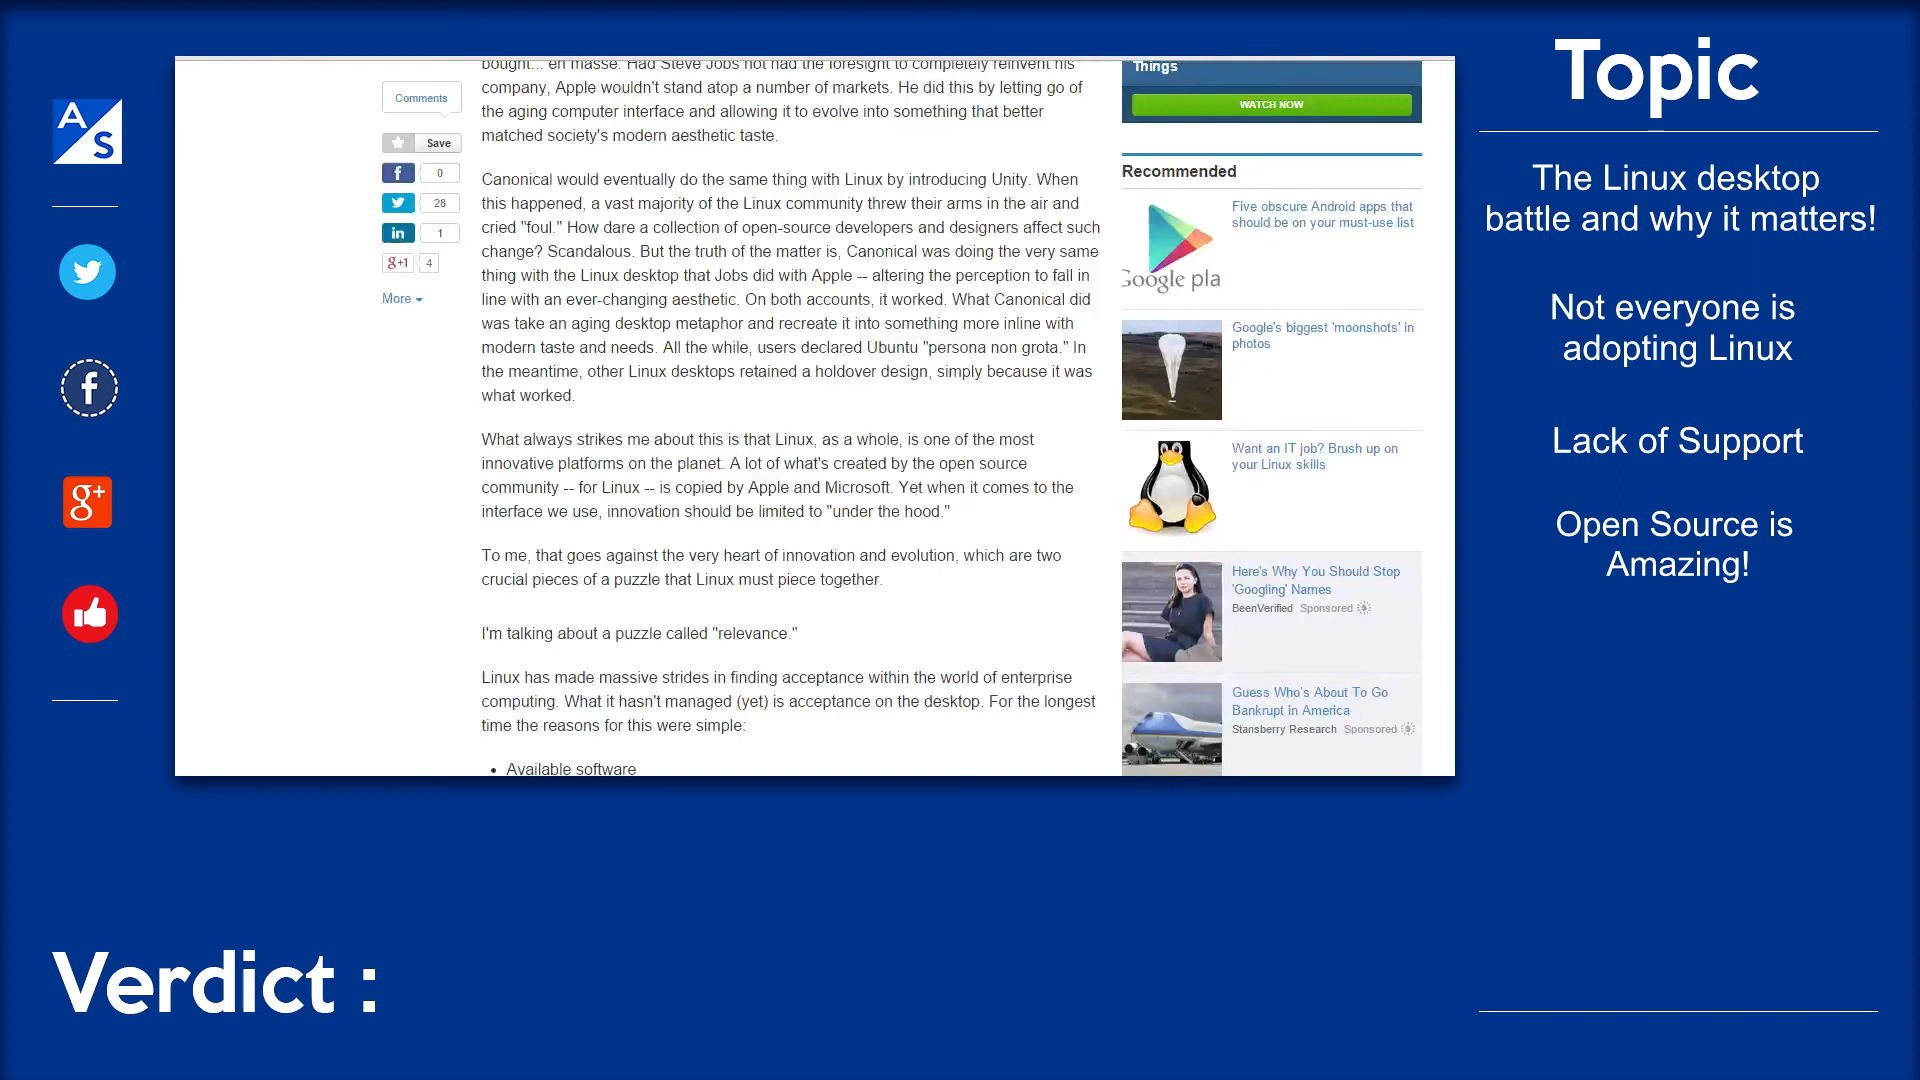 A
S
Comments
Save
f 0
28
in 1
g+1 4
More
bought... en masse. Had Steve Jobs not had the foresight to completely reinvent his
company, Apple wouldn't stand atop a number of markets. He did this by letting go of
the aging computer interface and allowing it to evolve into something that better
matched society's modern aesthetic taste.
Canonical would eventually do the same thing with Linux by introducing Unity. When
this happened, a vast majority of the Linux community threw their arms in the air and
cried "foul." How dare a collection of open-source developers and designers affect such
change? Scandalous. But the truth of the matter is, Canonical was doing the very same
thing with the Linux desktop that Jobs did with Apple -- altering the perception to fall in
line with an ever-changing aesthetic. On both accounts, it worked. What Canonical did
was take an aging desktop metaphor and recreate it into something more inline with
modern taste and needs. All the while, users declared Ubuntu "persona non grota." In
the meantime, other Linux desktops retained a holdover design, simply because it was
what worked.
What always strikes me about this is that Linux, as a whole, is one of the most
innovative platforms on the planet. A lot of what's created by the open source
community -- for Linux -- is copied by Apple and Microsoft. Yet when it comes to the
interface we use, innovation should be limited to "under the hood."
To me, that goes against the very heart of innovation and evolution, which are two
crucial pieces of a puzzle that Linux must piece together.
I'm talking about a puzzle called "relevance."
Linux has made massive strides in finding acceptance within the world of enterprise
computing. What it hasn't managed (yet) is acceptance on the desktop. For the longest
time the reasons for this were simple:
• Available software
Things
WATCH NOW
Recommended
Google pla
Five obscure Android apps that
should be on your must-use list
Google's biggest 'moonshots' in
photos
Want an IT job? Brush up on
your Linux skills
Here's Why You Should Stop
'Googling' Names
BeenVerified Sponsored
Guess Who's About To Go
Bankrupt in America
Stansberry Research Sponsored
Topic
The Linux desktop
battle and why it matters!
Not everyone is
adopting Linux
Lack of Support
Open Source is
Amazing!
f
g+
Verdict :